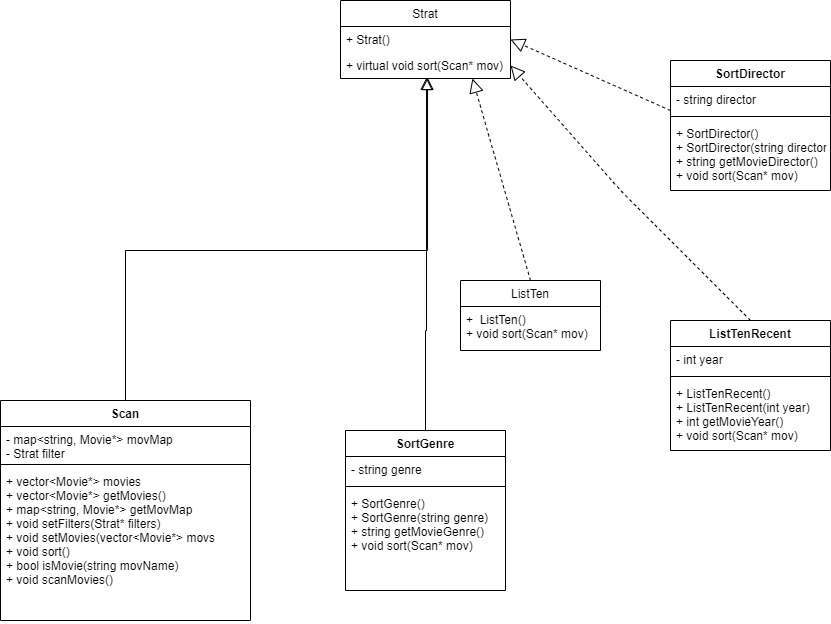 Strat
+ Strat()
+ virtual void sort(Scan* mov)
SortDirector
- string director
+ SortDirector()
+ SortDirector(string director
+ string getMovieDirector()
+ void sort(Scan* mov)
ListTen
+  ListTen()
+ void sort(Scan* mov)
ListTenRecent
- int year
+ ListTenRecent()
+ ListTenRecent(int year)
+ int getMovieYear()
+ void sort(Scan* mov)
Scan
- map<string, Movie*> movMap
- Strat filter
+ vector<Movie*> movies
+ vector<Movie*> getMovies()
+ map<string, Movie*> getMovMap
+ void setFilters(Strat* filters)
+ void setMovies(vector<Movie*> movs
+ void sort()
+ bool isMovie(string movName)
+ void scanMovies()
SortGenre
- string genre
+ SortGenre()
+ SortGenre(string genre)
+ string getMovieGenre()
+ void sort(Scan* mov)